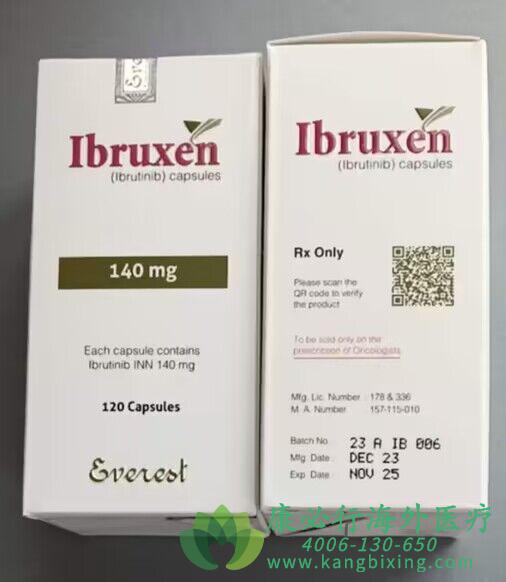 Everest
Ibruxen
(Ibrutinib) capsules
140 mg
Each capsule contains
Ibrutinib INN 140 mg
120 Capsules
Everest
Ibruxen
(Ibrutinib) capsules
Rx Only
Please scan the
QR code to verify
the product
To be sold only on the
prescription of Oncologists
Mfg. Lic. Number : 178 & 336
M. A. Number : 157-115-010
Batch No. 23 A IB 006
Mfg Date : DEC 23
Exp Date : NOV 25
康必行海外医疗
4006-130-650
www.kangbixing.com